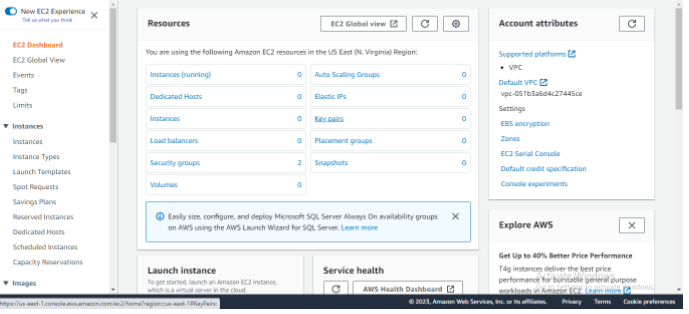 New EC2 Experience
Tell us what you think
EC2 Dashboard
EC2 Global View
Events
Tags
Limits
Instances
Instances
Instance Types
Launch Templates
Spot Requests
Savings Plans
Reserved Instances
Dedicated Hosts
Scheduled Instances
Capacity Reservations
Images
Resources
EC2 Global view
You are using the following Amazon EC2 resources in the US East (N. Virginia) Region:
Instances (running) 0
Auto Scaling Groups 0
Dedicated Hosts 0
Elastic IPs 0
Instances 0
Key pairs 0
Load balancers 0
Placement groups 0
Security groups 2
Snapshots 0
Volumes 0
Easily size, configure, and deploy Microsoft SQL Server Always On availability groups
on AWS using the AWS Launch Wizard for SQL Server. Learn more
Launch instance
To get started, launch an Amazon EC2 instance,
which is a virtual server in the cloud.
Service health
AWS Health Dashboard
Account attributes
Supported platforms
• VPC
Default VPC
vpc-051b3a6d4c27445ce
Settings
EBS encryption
Zones
EC2 Serial Console
Default credit specification
Console experiments
Explore AWS
Get Up to 40% Better Price Performance
T4g instances deliver the best price
performance for burstable general purpose
workloads in Amazon EC2. Learn more
Activate Windows
https://us-east-1.console.aws.amazon.com/ec2/home?region=us-east-1#KeyPairs:
© 2023, Amazon Web Services, Inc. or its affiliates. Privacy Terms Cookie preferences